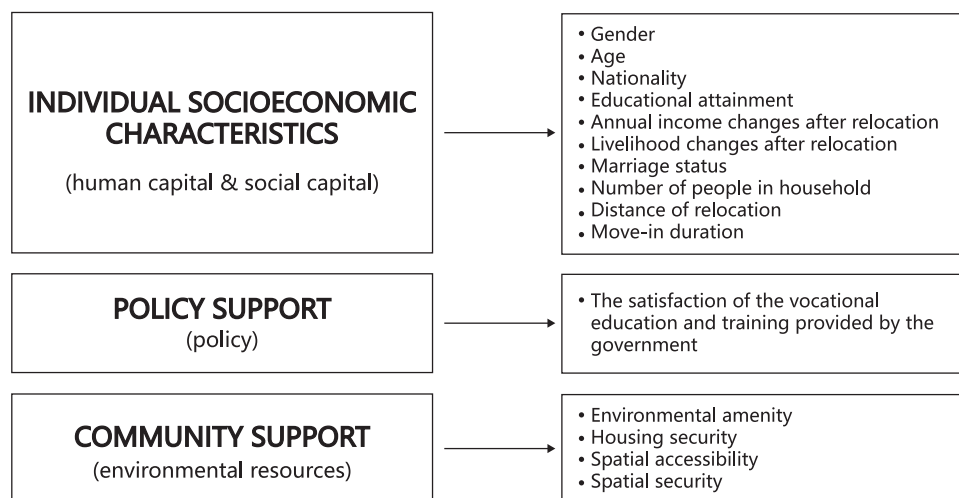 INDIVIDUAL SOCIOECONOMIC
CHARACTERISTICS
(human capital & social capital)
• Gender
• Age
• Nationality
• Educational attainment
• Annual income changes after relocation
• Livelihood changes after relocation
• Marriage status
• Number of people in household
• Distance of relocation
• Move-in duration
POLICY SUPPORT
(policy)
• The satisfaction of the vocational
education and training provided by the
government
COMMUNITY SUPPORT
(environmental resources)
• Environmental amenity
• Housing security
• Spatial accessibility
• Spatial security